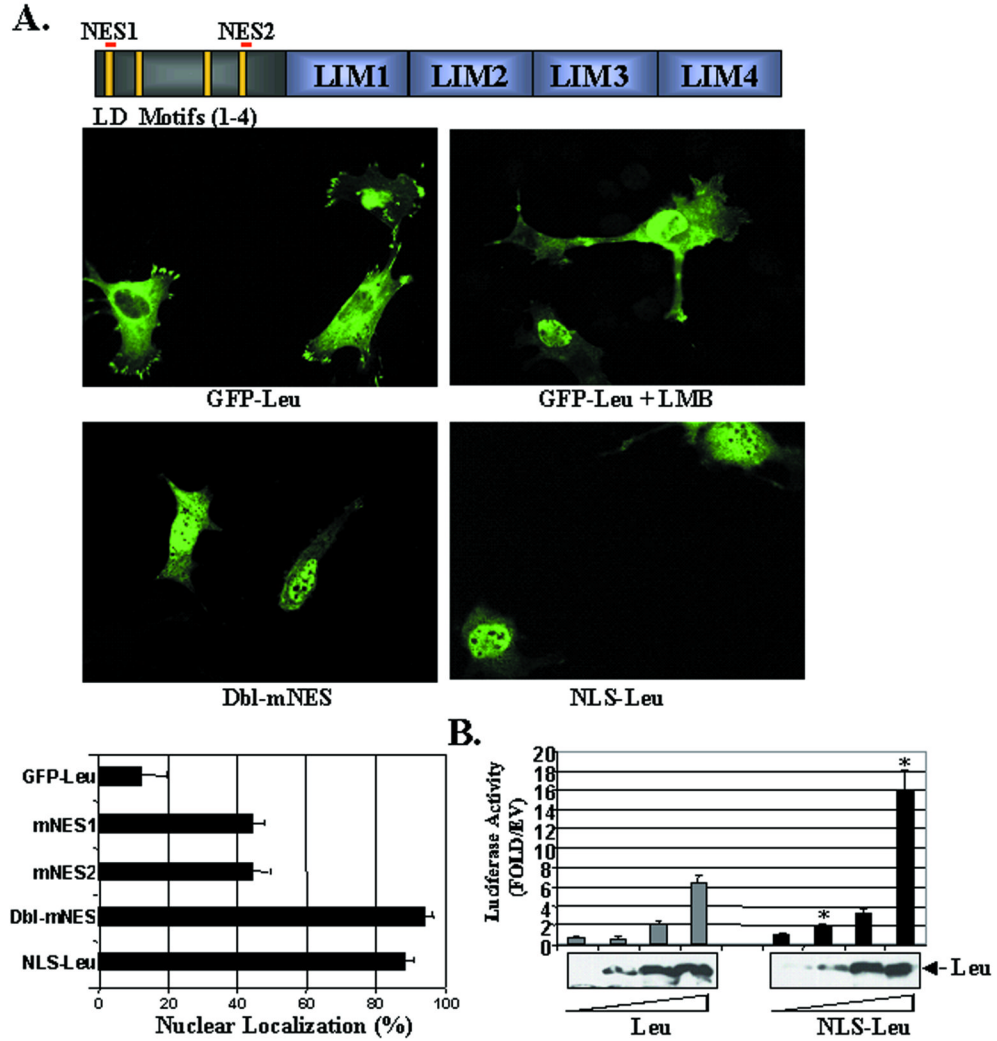 A.
NES1 NES2
LIM1 LIM2 LIM3 LIM4
LD Motifs (1-4)
GFP-Leu GFP-Leu + LMB
Dbl-mNES NLS-Leu
GFP-Leu
mNES1
mNES2
Dbl-mNES
NLS-Leu
0 20 40 60 80 100
Nuclear Localization (%)
B.
Luciferase Activity
(FOLD/EV)
20
18
16
14
12
10
8
6
4
2
0
* *
Leu
Leu NLS-Leu